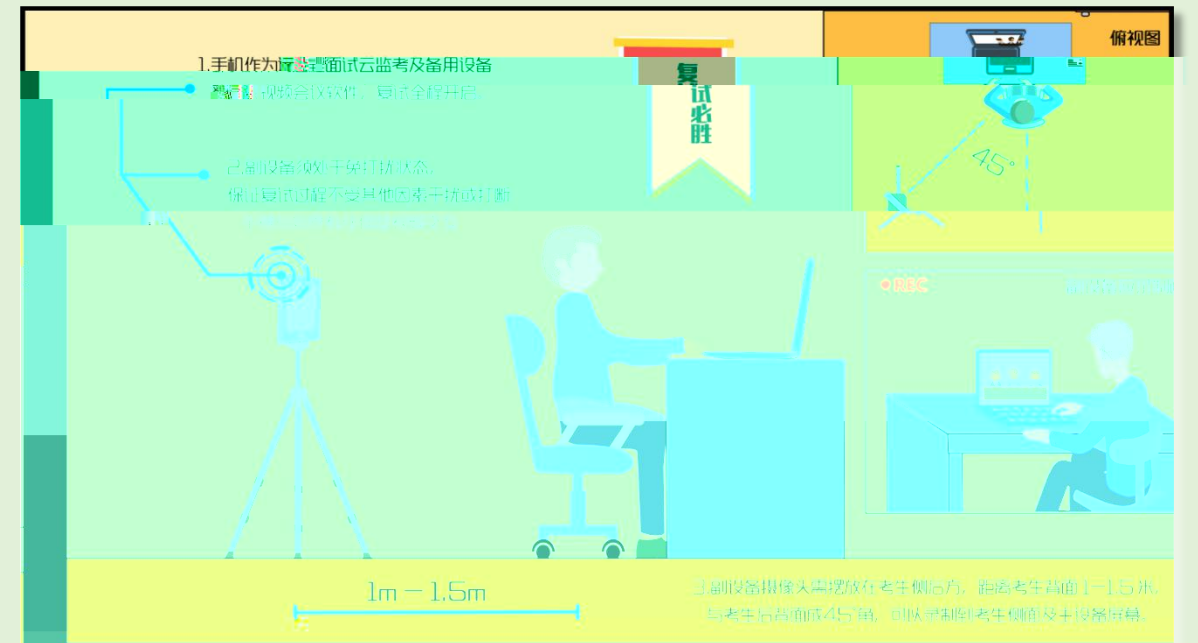 1.手机作为 面试云监考及备用设备
视频会议软件，复试全程开启。
2.副设备须处于免打扰状态，
保证复试过程不受其他因素干扰或打断
复试必胜
俯视图
45°
REC
1m — 1.5m
3.副设备摄像头需摆放在考生侧后方，距离考生背面1-1.5米，
与考生后背面成45°角，可以录制到考生侧面及主设备屏幕。